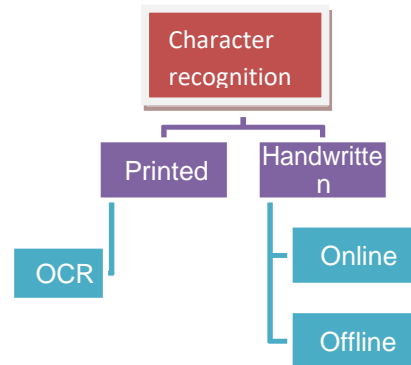 Character
recognition
Printed
Handwritte
n
OCR
Online
Offline